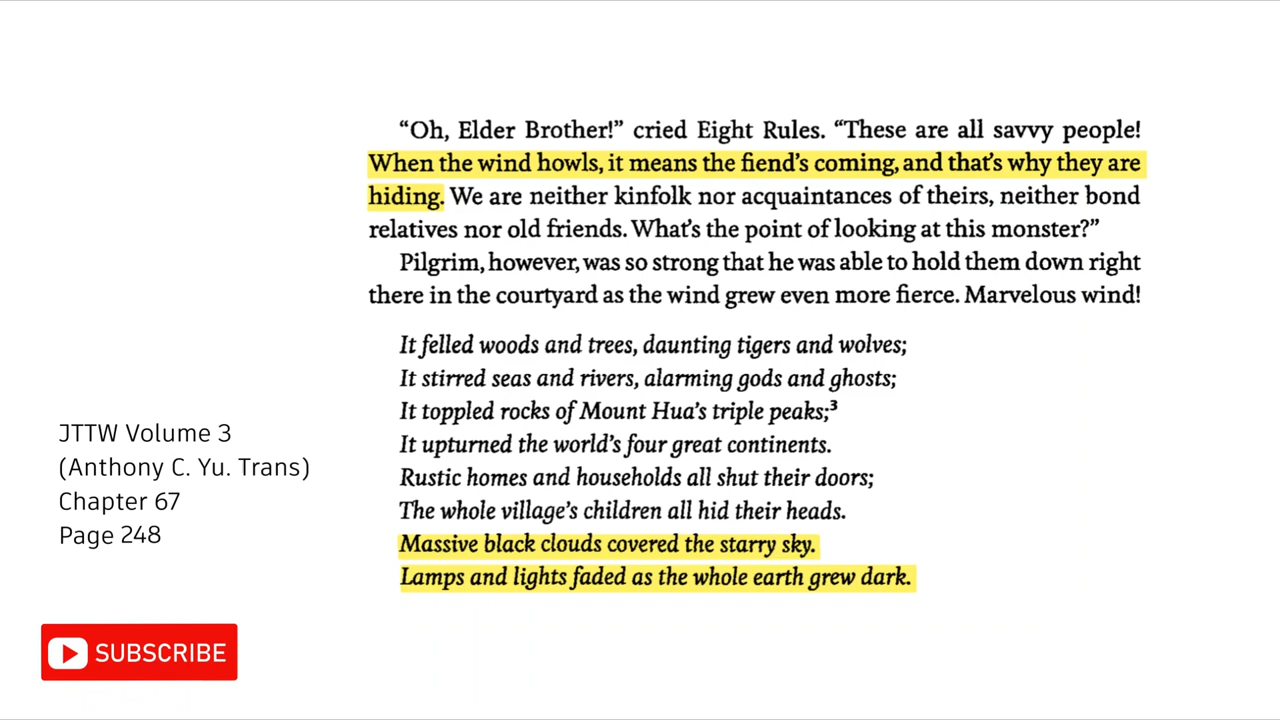 “Oh, Elder Brother!” cried Eight Rules. “These are all savvy people!
When the wind howls, it means the fiend’s coming, and that’s why they are
hiding. We are neither kinfolk nor acquaintances of theirs, neither bond
relatives nor old friends. What’s the point of looking at this monster?”
Pilgrim, however, was so strong that he was able to hold them down right
there in the courtyard as the wind grew even more fierce. Marvelous wind!
It felled woods and trees, daunting tigers and wolves;
It stirred seas and rivers, alarming gods and ghosts;
It toppled rocks of Mount Hua’s triple peaks;³
It upturned the world’s four great continents.
Rustic homes and households all shut their doors;
The whole village’s children all hid their heads.
Massive black clouds covered the starry sky.
Lamps and lights faded as the whole earth grew dark.
JTTW Volume 3
(Anthony C. Yu. Trans)
Chapter 67
Page 248
SUBSCRIBE